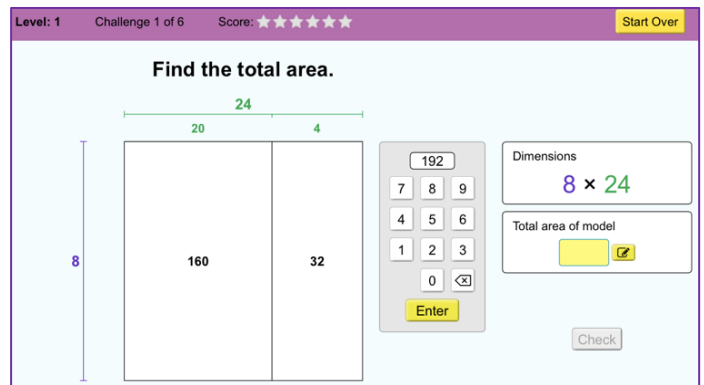 Level: 1 Challenge 1 of 6 Score: Start Over
Find the total area.
24
20 4
8
160 32
192
7 8 9
4 5 6
1 2 3
0
Enter
Dimensions
8 × 24
Total area of model
Check